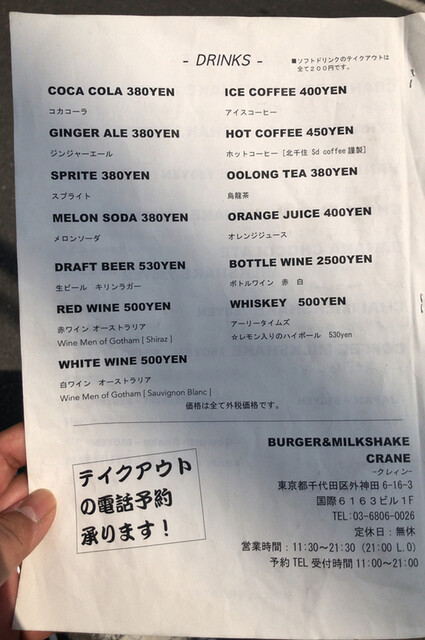 - DRINKS -
■ソフトドリンクのテイクアウトは
全て200円です。
COCA COLA 380YEN
コカコーラ
GINGER ALE 380YEN
ジンジャーエール
SPRITE 380YEN
スプライト
MELON SODA 380YEN
メロンソーダ
ICE COFFEE 400YEN
アイスコーヒー
HOT COFFEE 450YEN
ホットコーヒー [北千住 Sd coffee 謹製]
OOLONG TEA 380YEN
烏龍茶
ORANGE JUICE 400YEN
オレンジジュース
DRAFT BEER 530YEN
生ビール キリンラガー
RED WINE 500YEN
赤ワイン オーストラリア
Wine Men of Gotham [ Shiraz ]
WHITE WINE 500YEN
白ワイン オーストラリア
Wine Men of Gotham [ Sauvignon Blanc ]
BOTTLE WINE 2500YEN
ボトルワイン 赤 白
WHISKEY 500YEN
アーリータイムズ
☆レモン入りのハイボール 530yen
価格は全て外税価格です。
テイクアウト
の電話予約
承ります!
BURGER&MILKSHAKE
CRANE
-クレイン-
東京都千代田区外神田6-16-3
国際6163ビル1F
TEL:03-6806-0026
定休日:無休
営業時間:11:30~21:30 (21:00 L.O)
予約TEL受付時間11:00~21:00